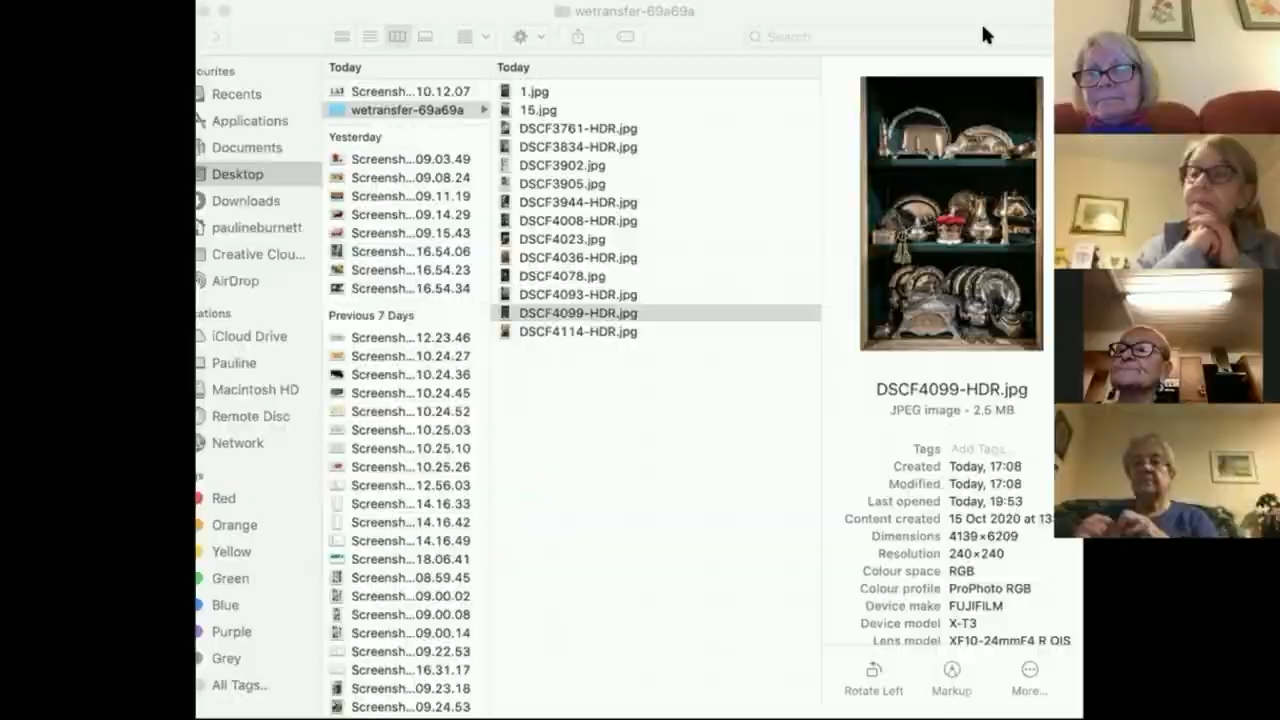 wetransfer-69a69a
Search
ourites
Recents
Applications
Documents
Desktop
Downloads
paulineburnett
Creative Clou...
AirDrop
ations
iCloud Drive
Pauline
Macintosh HD
Remote Disc
Network
gs
Red
Orange
Yellow
Green
Blue
Purple
Grey
All Tags...
Today
Screensh...10.12.07
wetransfer-69a69a
Yesterday
Screensh...09.03.49
Screensh...09.08.24
Screensh...09.11.19
Screensh...09.14.29
Screensh...09.15.43
Screensh...16.54.06
Screensh...16.54.23
Screensh...16.54.34
Previous 7 Days
Screensh...12.23.46
Screensh...10.24.27
Screensh...10.24.36
Screensh...10.24.45
Screensh...10.24.52
Screensh...10.25.03
Screensh...10.25.10
Screensh...10.25.26
Screensh...12.56.03
Screensh...14.16.33
Screensh...14.16.42
Screensh...14.16.49
Screensh...18.06.41
Screensh...08.59.45
Screensh...09.00.02
Screensh...09.00.08
Screensh...09.00.14
Screensh...09.22.53
Screensh...16.31.17
Screensh...09.23.18
Screensh...09.24.53
Today
1.jpg
15.jpg
DSCF3761-HDR.jpg
DSCF3834-HDR.jpg
DSCF3902.jpg
DSCF3905.jpg
DSCF3944-HDR.jpg
DSCF4008-HDR.jpg
DSCF4023.jpg
DSCF4036-HDR.jpg
DSCF4078.jpg
DSCF4093-HDR.jpg
DSCF4099-HDR.jpg
DSCF4114-HDR.jpg
DSCF4099-HDR.jpg
JPEG image - 2.5 MB
Tags Add Tags...
Created Today, 17:08
Modified Today, 17:08
Last opened Today, 19:53
Content created 15 Oct 2020 at 13
Dimensions 4139×6209
Resolution 240×240
Colour space RGB
Colour profile ProPhoto RGB
Device make FUJIFILM
Device model X-T3
Lens model XF10-24mmF4 R OIS
Rotate Left
Markup
More...